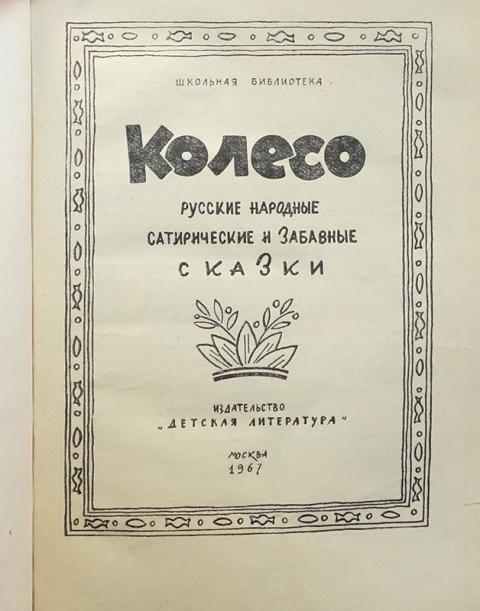 ШКОЛЬНАЯ БИБЛИОТЕКА
Колесо
РУССКИЕ НАРОДНЫЕ
САТИРИЧЕСКИЕ И ЗАБАВНЫЕ
СКАЗКИ
ИЗДАТЕЛЬСТВО
„ДЕТСКАЯ ЛИТЕРАТУРА"
МОСКВА
1967